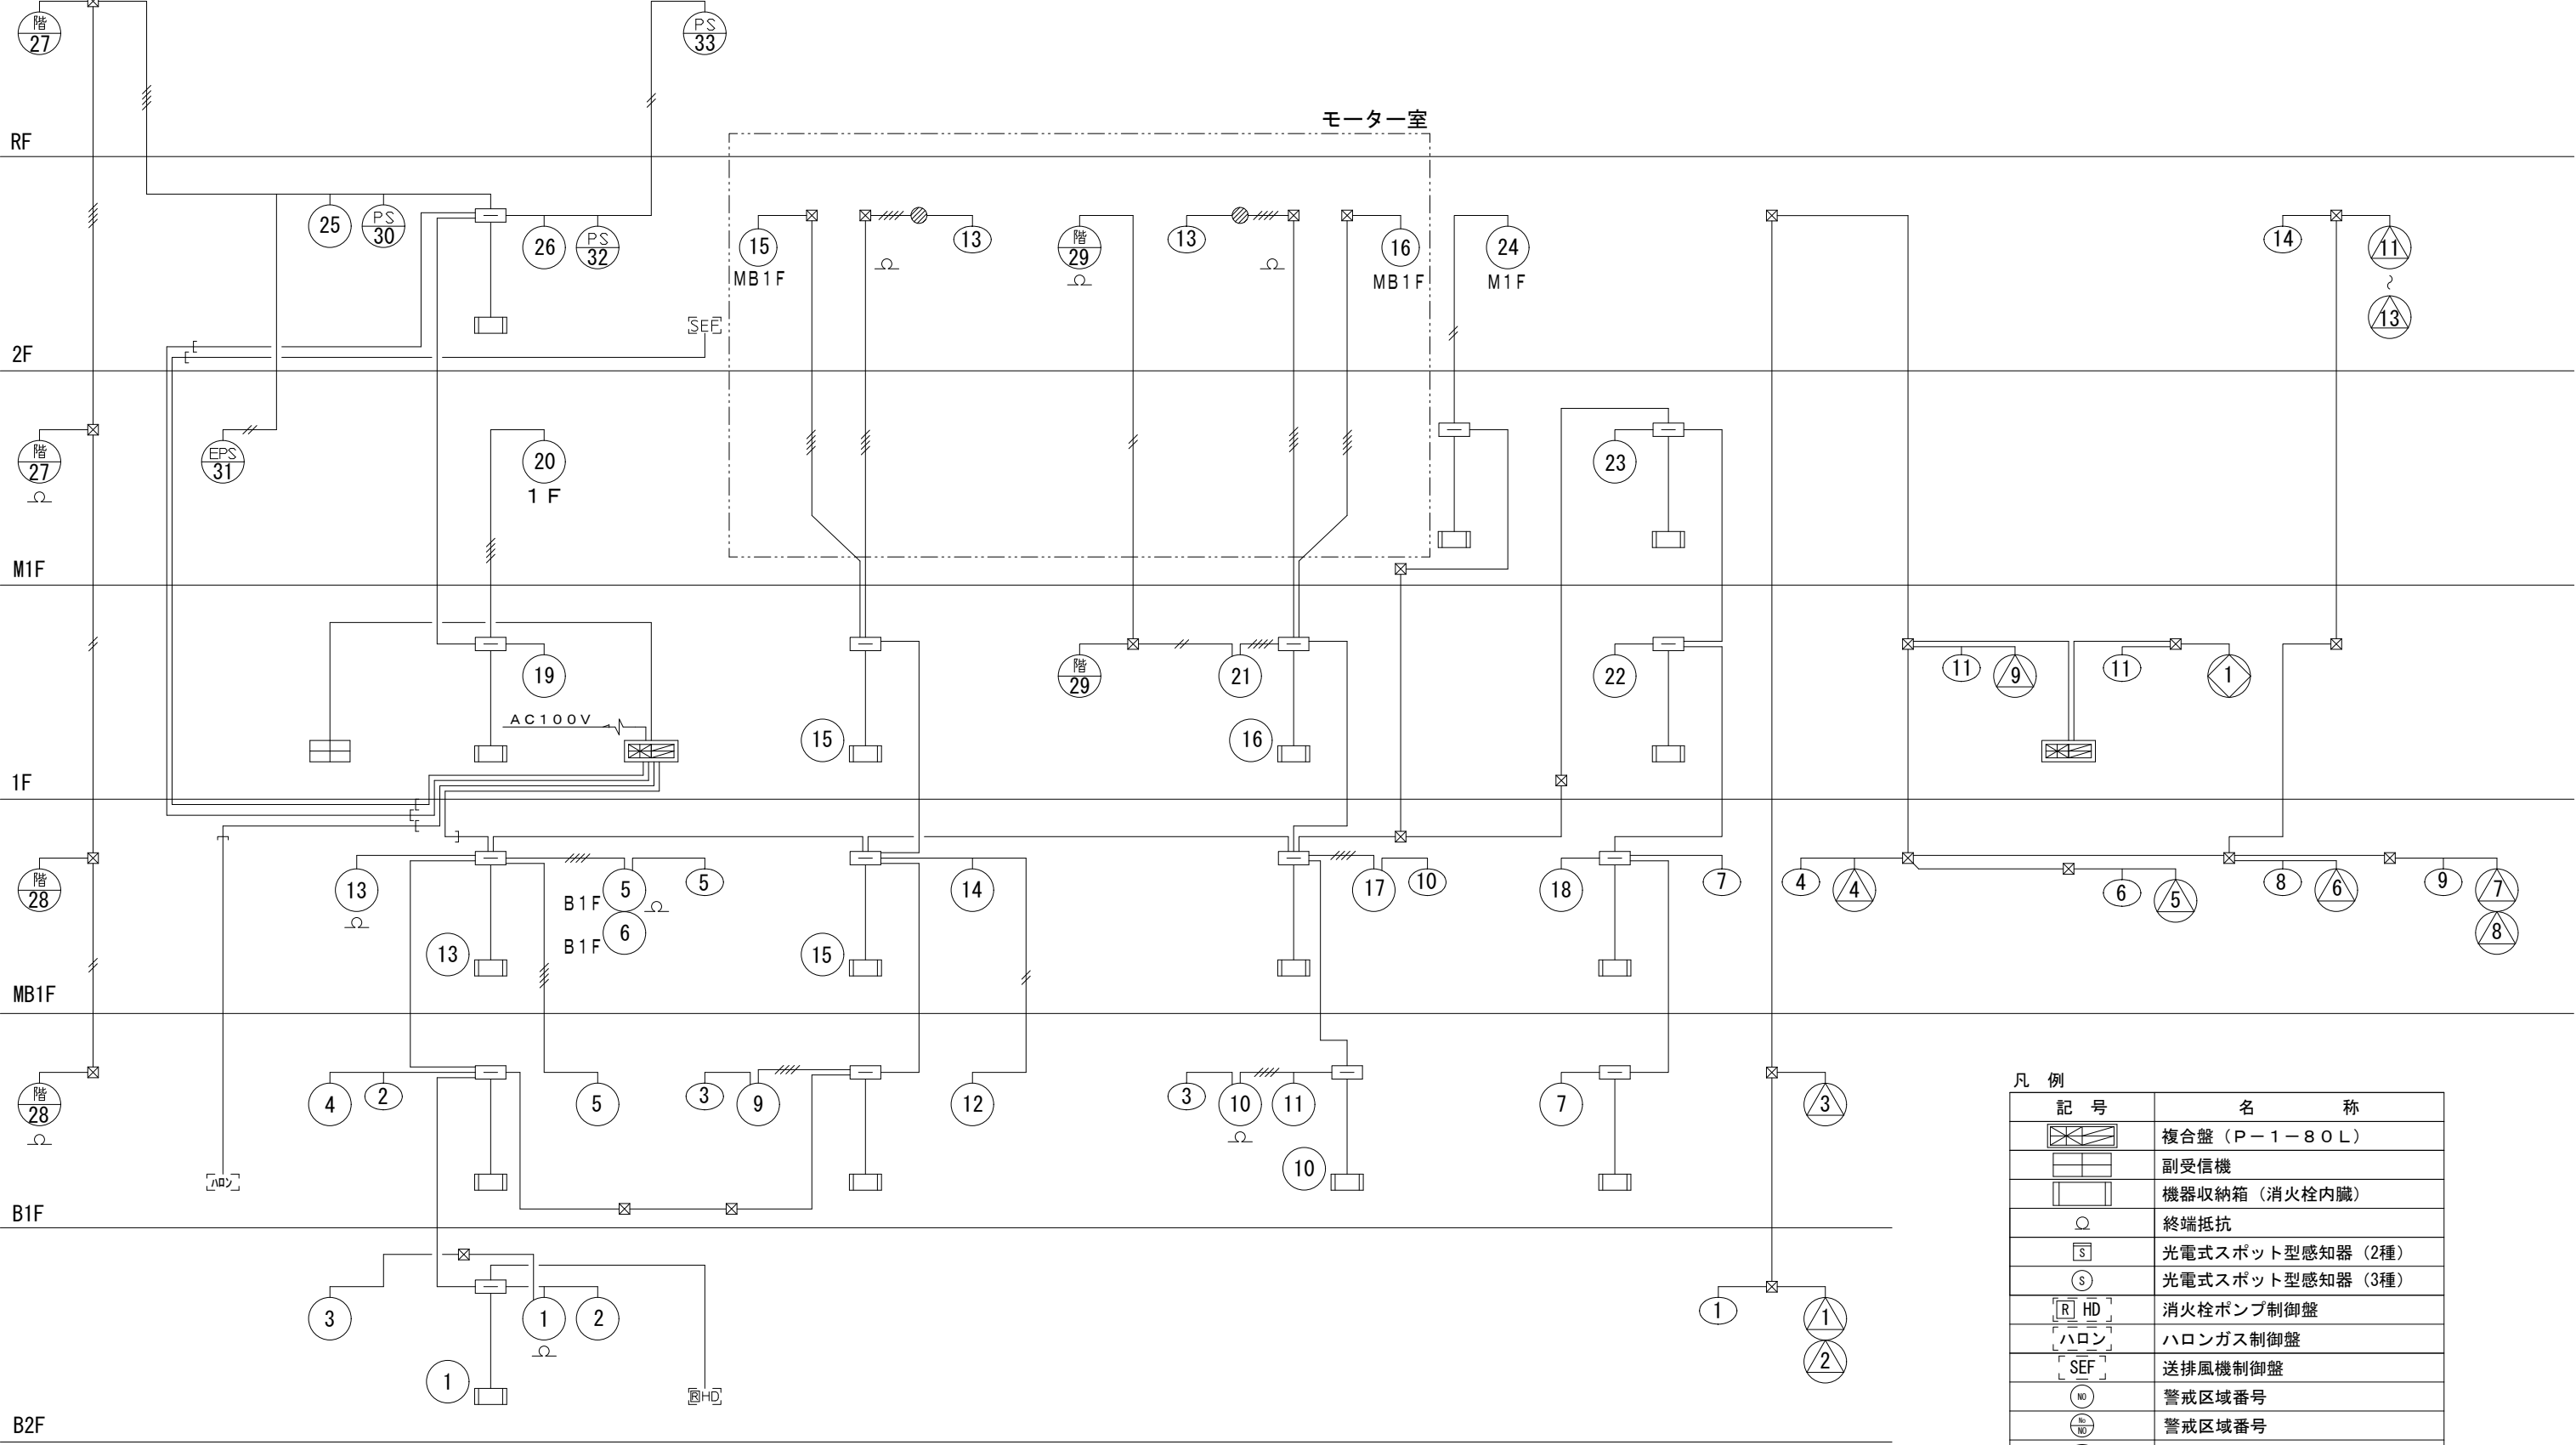 階
27
PS
33
モーター室
RF
25
PS
30
26
PS
32
15
MB1F
13
階
29
13
16
MB1F
24
M1F
14
11
13
SEF
2F
階
27
EPS
31
20
1F
23
M1F
19
階
29
21
22
11
9
11
1
AC100V
15
16
1F
階
28
13
B1F
5
5
14
17
10
18
7
4
4
6
5
8
6
9
7
8
B1F
6
13
15
MB1F
階
28
4
2
5
3
9
12
3
10
11
7
3
10
ハロン
B1F
3
1
2
1
1
2
1
R HD
B2F
凡 例
記 号 名 称
複合盤(P-1-80L)
副受信機
機器収納箱(消火栓内臓)
終端抵抗
S 光電式スポット型感知器(2種)
S 光電式スポット型感知器(3種)
R HD 消火栓ポンプ制御盤
ハロン ハロンガス制御盤
SEF 送排風機制御盤
NO 警戒区域番号
No
NO 警戒区域番号